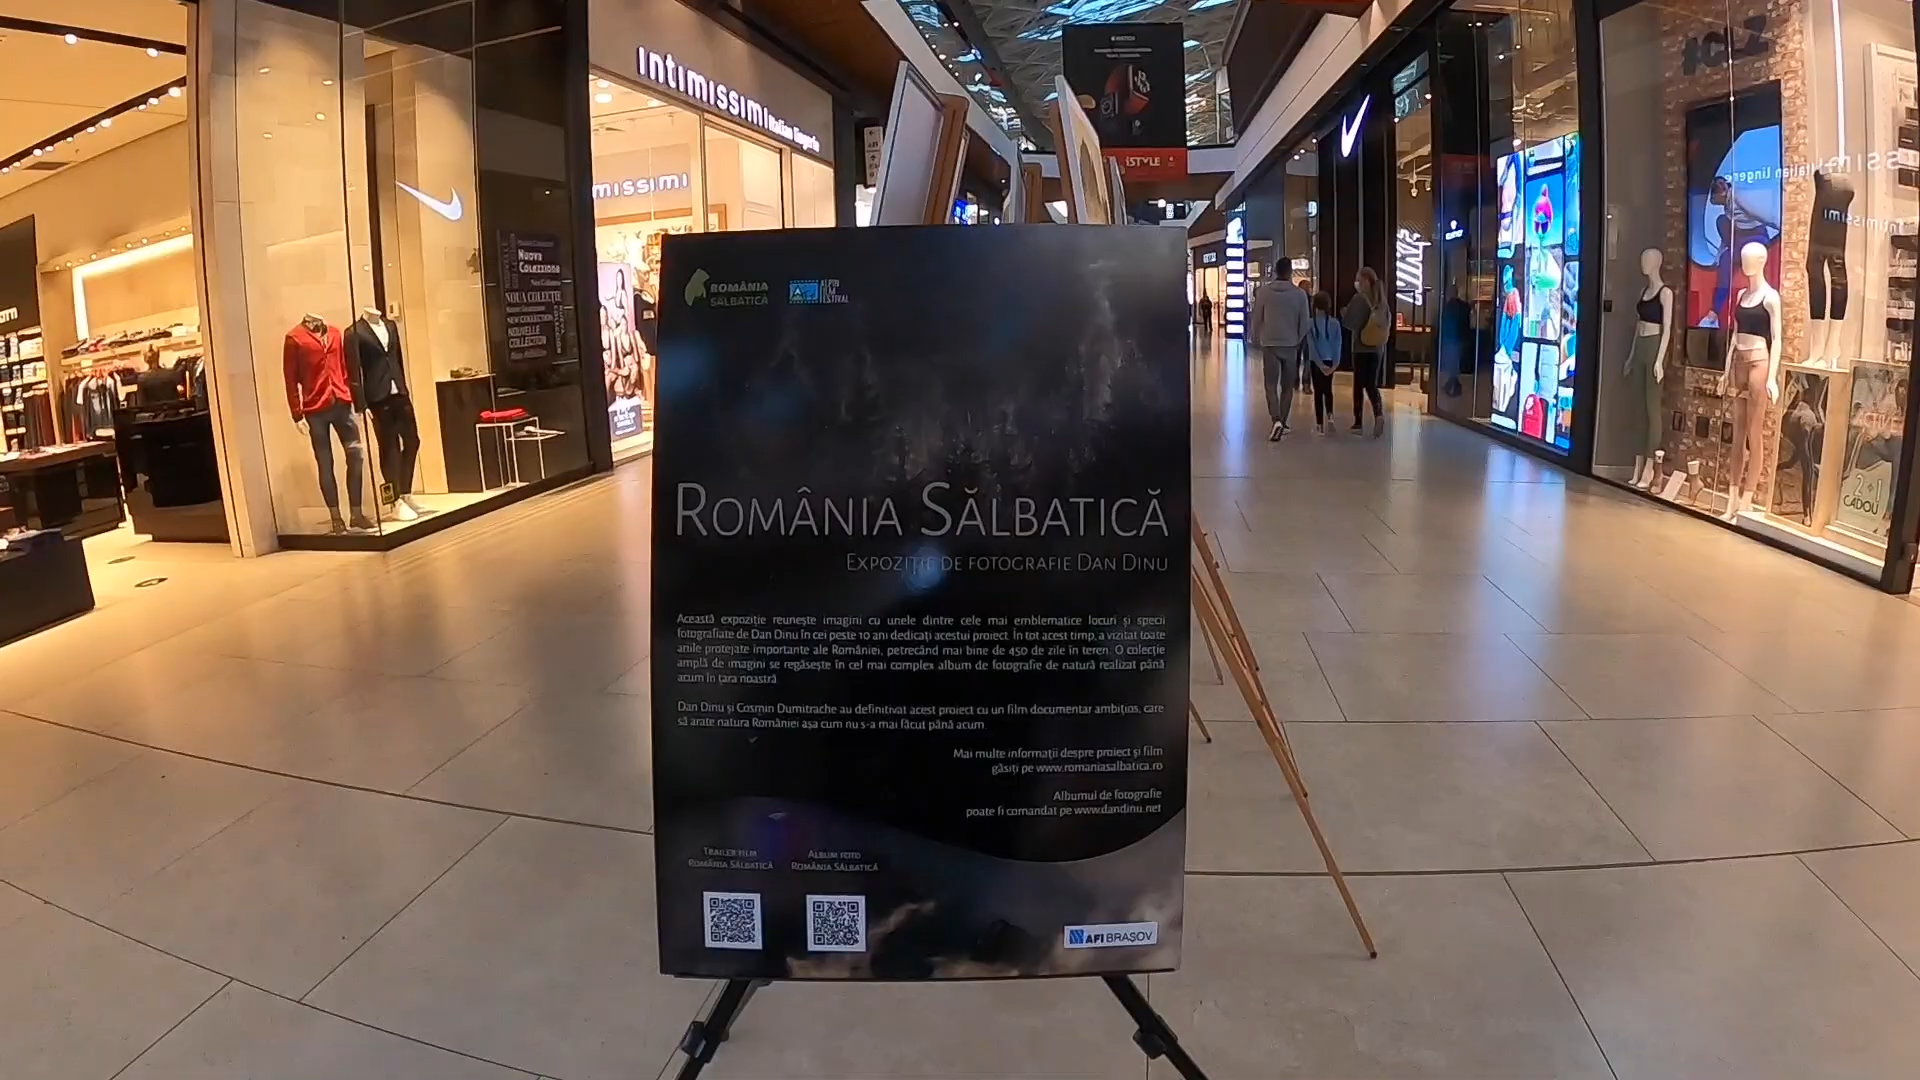 intimissimi Italian lingerie
missimi
Nuova
Colezzione
NOUA COLECȚIE
NEW COLLECTION
NOUVELLE
COLLECTION
iSTYLE
ROMÂNIA
SĂLBATICĂ
ALPIN
FILM
FESTIVAL
ROMÂNIA SĂLBATICĂ
EXPOZIȚIE DE FOTOGRAFIE DAN DINU
Această expoziție reunește imagini cu unele dintre cele mai emblematice locuri și specii
fotografiate de Dan Dinu în cei peste 10 ani dedicați acestui proiect. În tot acest timp, a vizitat toate
ariile protejate importante ale României, petrecând mai bine de 450 de zile în teren. O colecție
amplă de imagini se regăsește în cel mai complex album de fotografie de natură realizat până
acum în țara noastră
Dan Dinu și Cosmin Dumitrache au definitivat acest proiect cu un film documentar ambițios, care
să arate natura României așa cum nu s-a mai făcut până acum
Mai multe informații despre proiect și film
găsiți pe www.romaniasalbatica.ro
Albumul de fotografie
poate fi comandat pe www.dandinu.net
TRAILER FILM
ROMÂNIA SĂLBATICĂ
ALBUM FOTO
ROMÂNIA SĂLBATICĂ
AFI BRAȘOV
2+1
CADOU